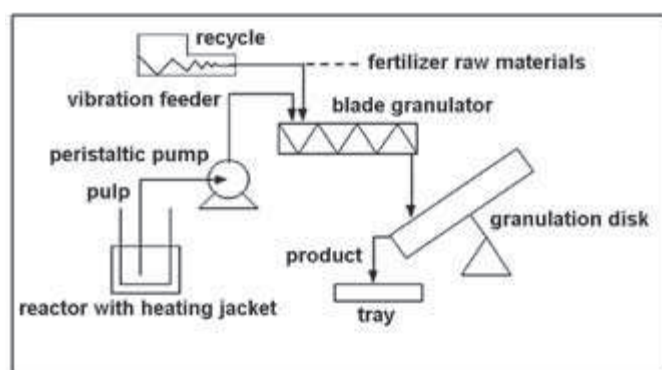 recycle
fertilizer raw materials
vibration feeder
blade granulator
peristaltic pump
pulp
granulation disk
product
reactor with heating jacket
tray